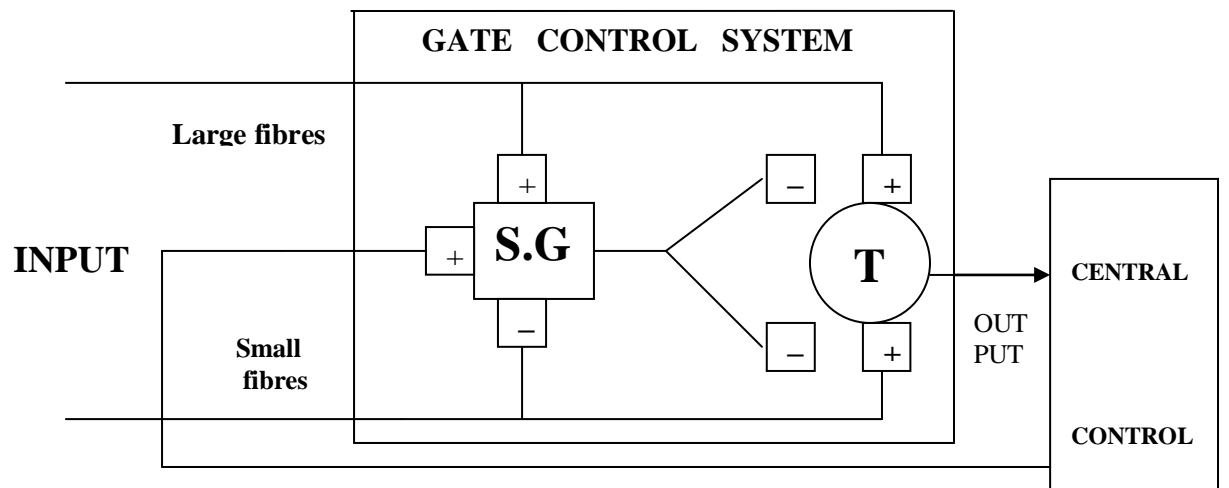 GATE CONTROL SYSTEM
Large fibres
+
–
+
INPUT
+
S.G
T
CENTRAL
–
–
+
OUT
PUT
Small
fibres
CONTROL